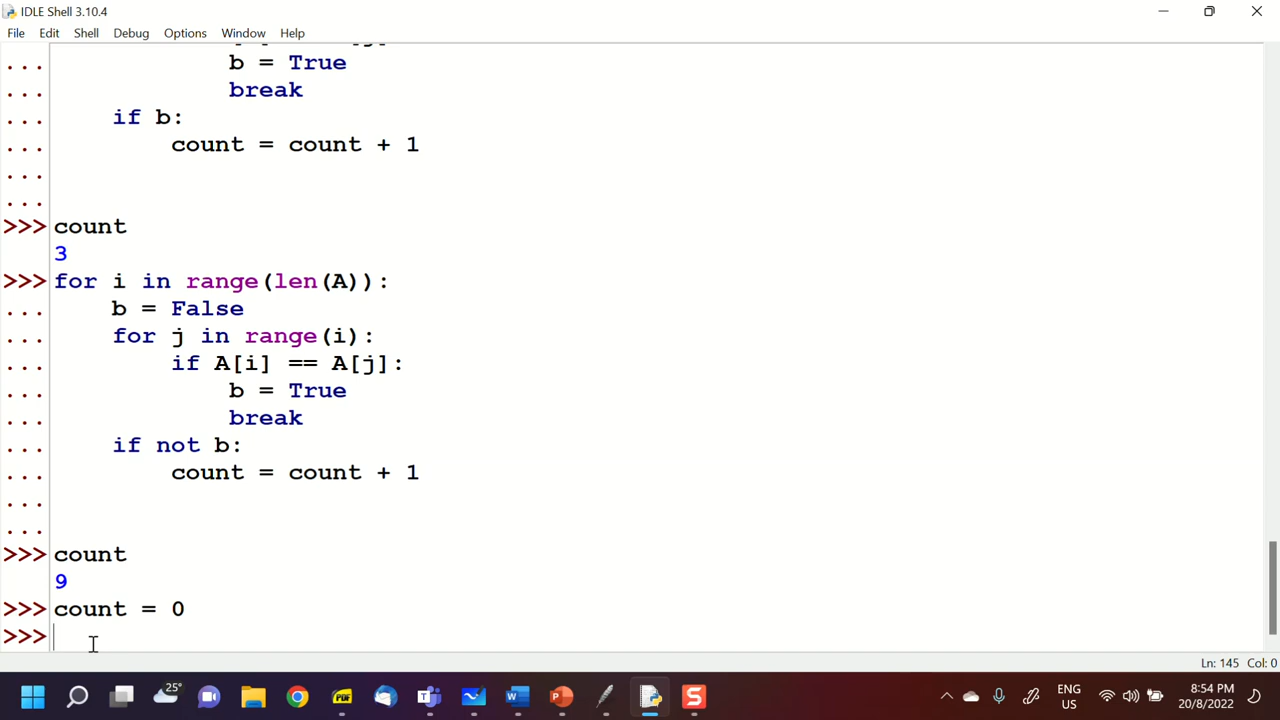 IDLE Shell 3.10.4
File Edit Shell Debug Options Window Help
... b = True
... break
... if b:
... count = count + 1
...
...
>>> count
3
>>> for i in range(len(A)):
... b = False
... for j in range(i):
... if A[i] == A[j]:
... b = True
... break
... if not b:
... count = count + 1
...
...
>>> count
9
>>> count = 0
>>>
Ln: 145 Col: 0
25°
PDF
ENG
US
8:54 PM
20/8/2022